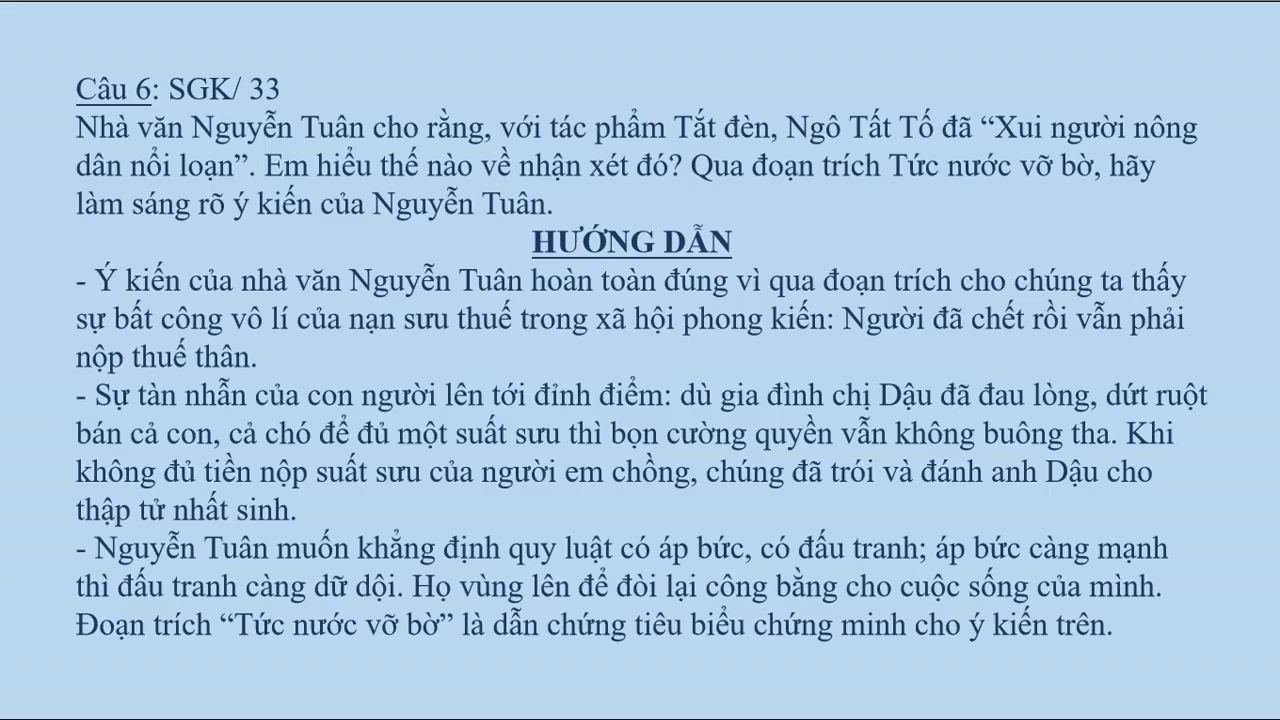 Câu 6: SGK/ 33
Nhà văn Nguyễn Tuân cho rằng, với tác phẩm Tắt đèn, Ngô Tất Tố đã “Xui người nông
dân nổi loạn”. Em hiểu thế nào về nhận xét đó? Qua đoạn trích Tức nước vỡ bờ, hãy
làm sáng rõ ý kiến của Nguyễn Tuân.
HƯỚNG DẪN
- Ý kiến của nhà văn Nguyễn Tuân hoàn toàn đúng vì qua đoạn trích cho chúng ta thấy
sự bất công vô lí của nạn sưu thuế trong xã hội phong kiến: Người đã chết rồi vẫn phải
nộp thuế thân.
- Sự tàn nhẫn của con người lên tới đỉnh điểm: dù gia đình chị Dậu đã đau lòng, dứt ruột
bán cả con, cả chó để đủ một suất sưu thì bọn cường quyền vẫn không buông tha. Khi
không đủ tiền nộp suất sưu của người em chồng, chúng đã trói và đánh anh Dậu cho
thập tử nhất sinh.
- Nguyễn Tuân muốn khẳng định quy luật có áp bức, có đấu tranh; áp bức càng mạnh
thì đấu tranh càng dữ dội. Họ vùng lên để đòi lại công bằng cho cuộc sống của mình.
Đoạn trích “Tức nước vỡ bờ” là dẫn chứng tiêu biểu chứng minh cho ý kiến trên.